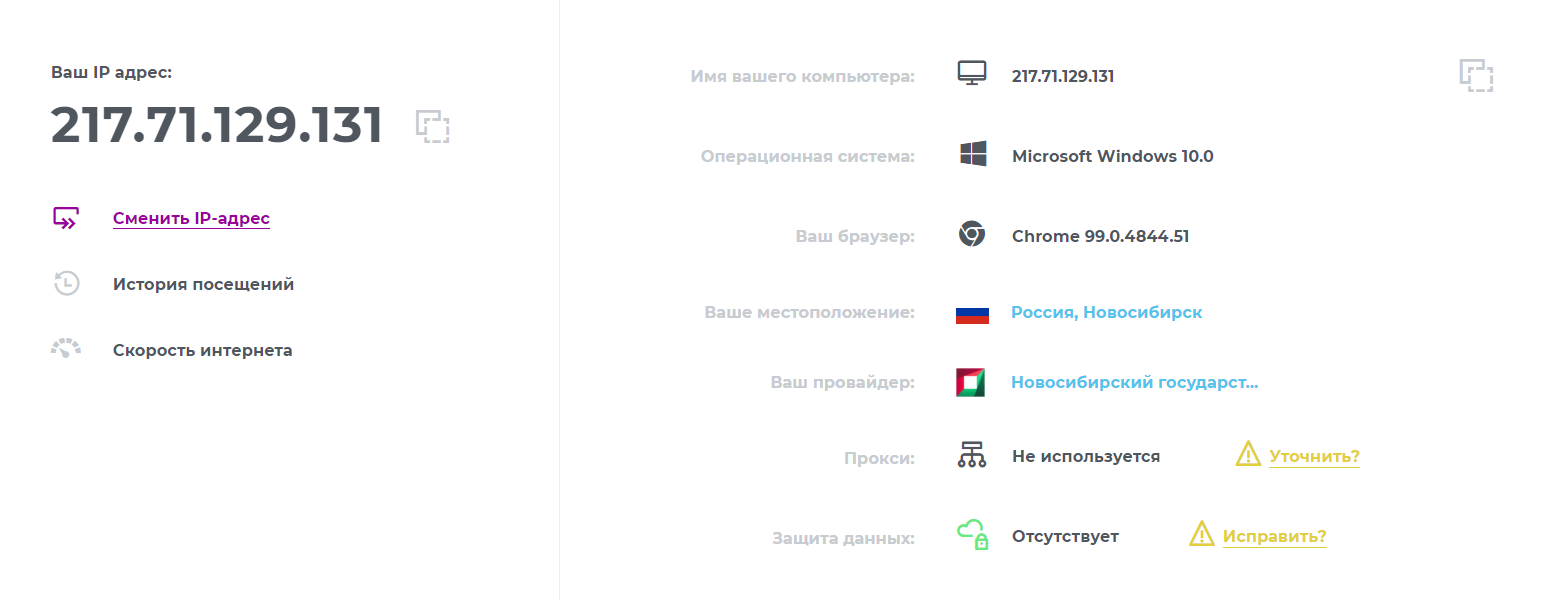 Ваш IP адрес:
217.71.129.131
Сменить IP-адрес
История посещений
Скорость интернета
Имя вашего компьютера: 217.71.129.131
Операционная система: Microsoft Windows 10.0
Ваш браузер: Chrome 99.0.4844.51
Ваше местоположение: Россия, Новосибирск
Ваш провайдер: Новосибирский государст...
Прокси: Не используется Уточнить?
Защита данных: Отсутствует Исправить?